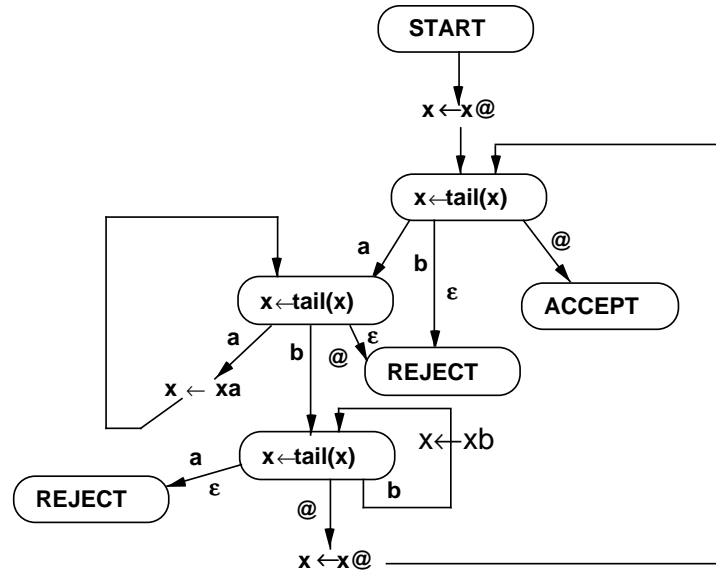 START
x ← x @
x ← tail(x)
a
b
ε
@
ACCEPT
x ← tail(x)
a
b
@
ε
REJECT
x ← xa
x ← tail(x)
x ← xb
a
ε
b
@
REJECT
x ← x @